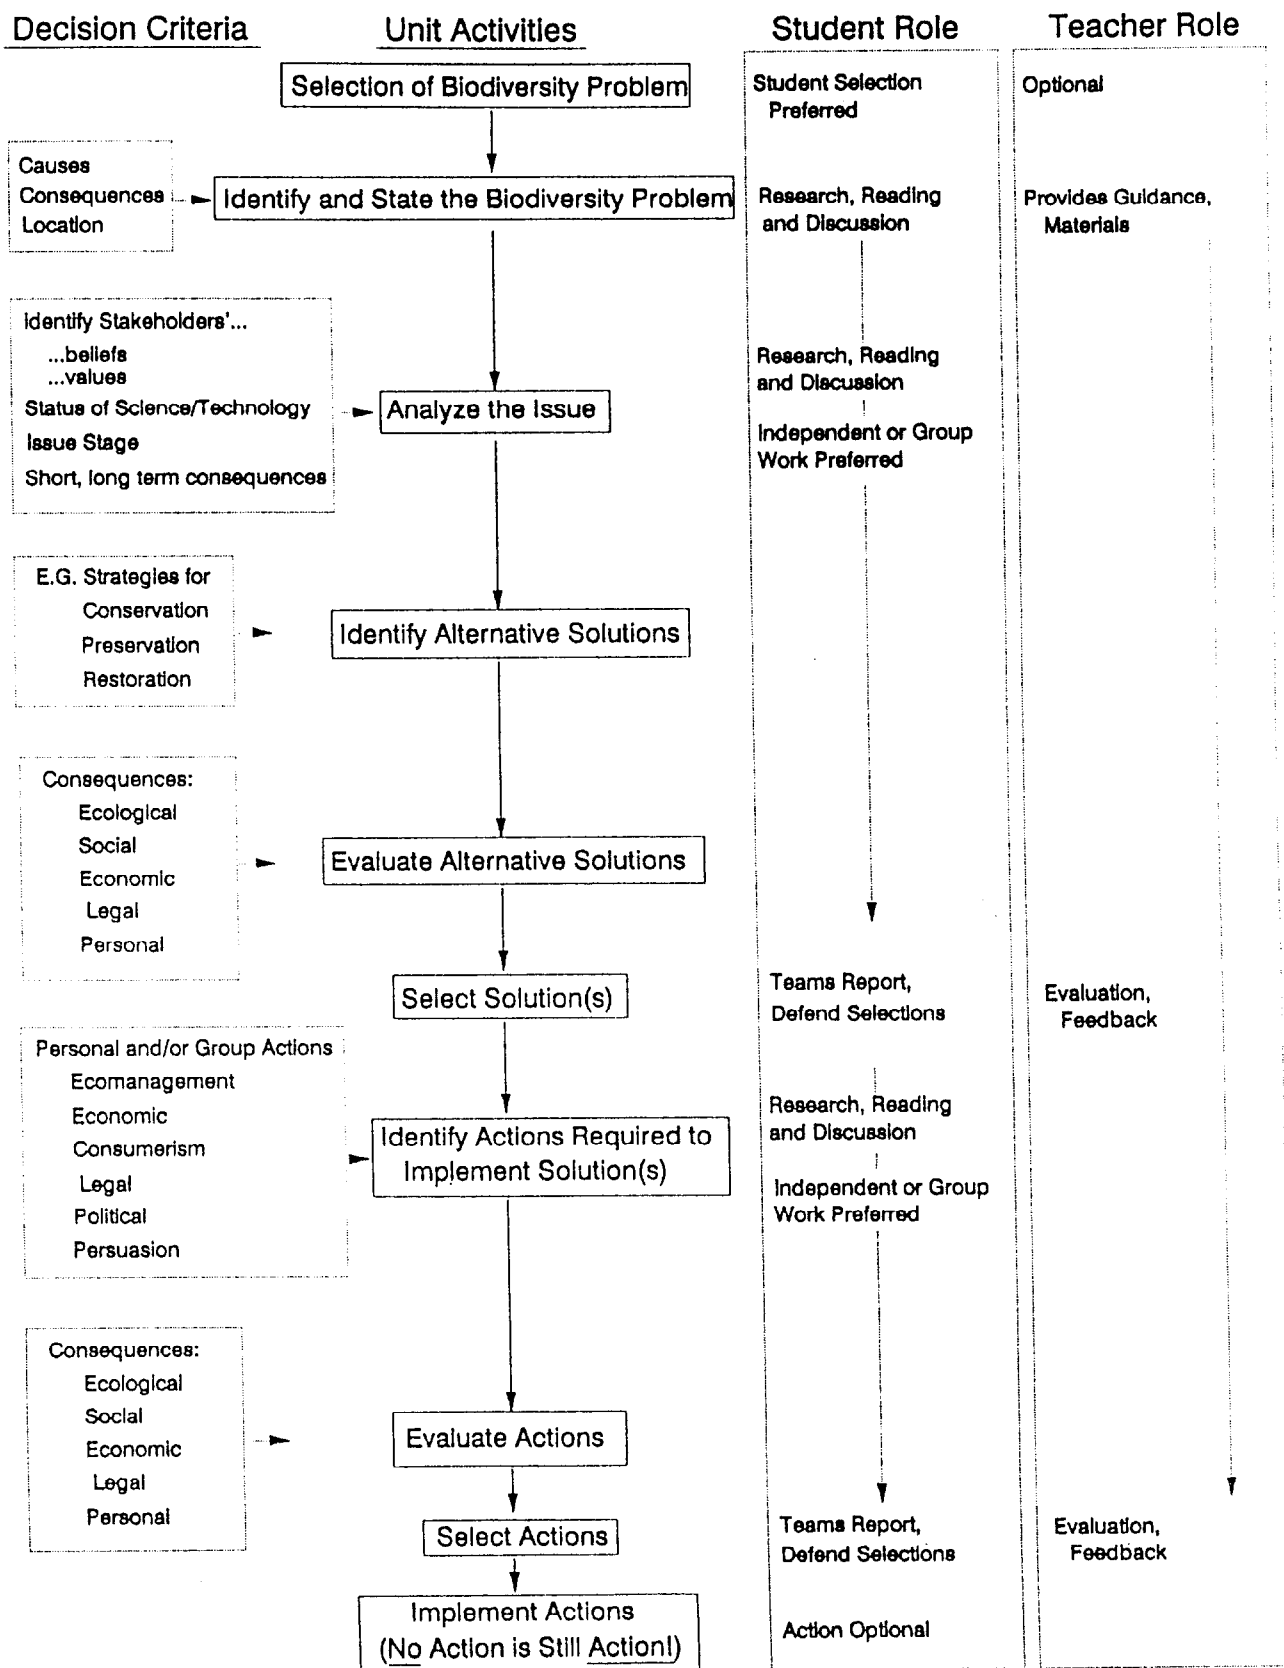 Decision Criteria
Unit Activities
Student Role
Teacher Role
Selection of Biodiversity Problem
Student Selection
Preferred
Optional
Causes
Consequences
Location
Identify and State the Biodiversity Problem
Research, Reading
and Discussion
Provides Guidance,
Materials
Identify Stakeholders'...
...beliefs
...values
Status of Science/Technology
Issue Stage
Short, long term consequences
Analyze the Issue
Research, Reading
and Discussion
Independent or Group
Work Preferred
E.G. Strategies for
Conservation
Preservation
Restoration
Identify Alternative Solutions
Consequences:
Ecological
Social
Economic
Legal
Personal
Evaluate Alternative Solutions
Select Solution(s)
Teams Report,
Defend Selections
Evaluation,
Feedback
Personal and/or Group Actions
Ecomanagement
Economic
Consumerism
Legal
Political
Persuasion
Identify Actions Required to
Implement Solution(s)
Research, Reading
and Discussion
Independent or Group
Work Preferred
Consequences:
Ecological
Social
Economic
Legal
Personal
Evaluate Actions
Select Actions
Teams Report,
Defend Selections
Evaluation,
Feedback
Implement Actions
(No Action is Still Action!)
Action Optional